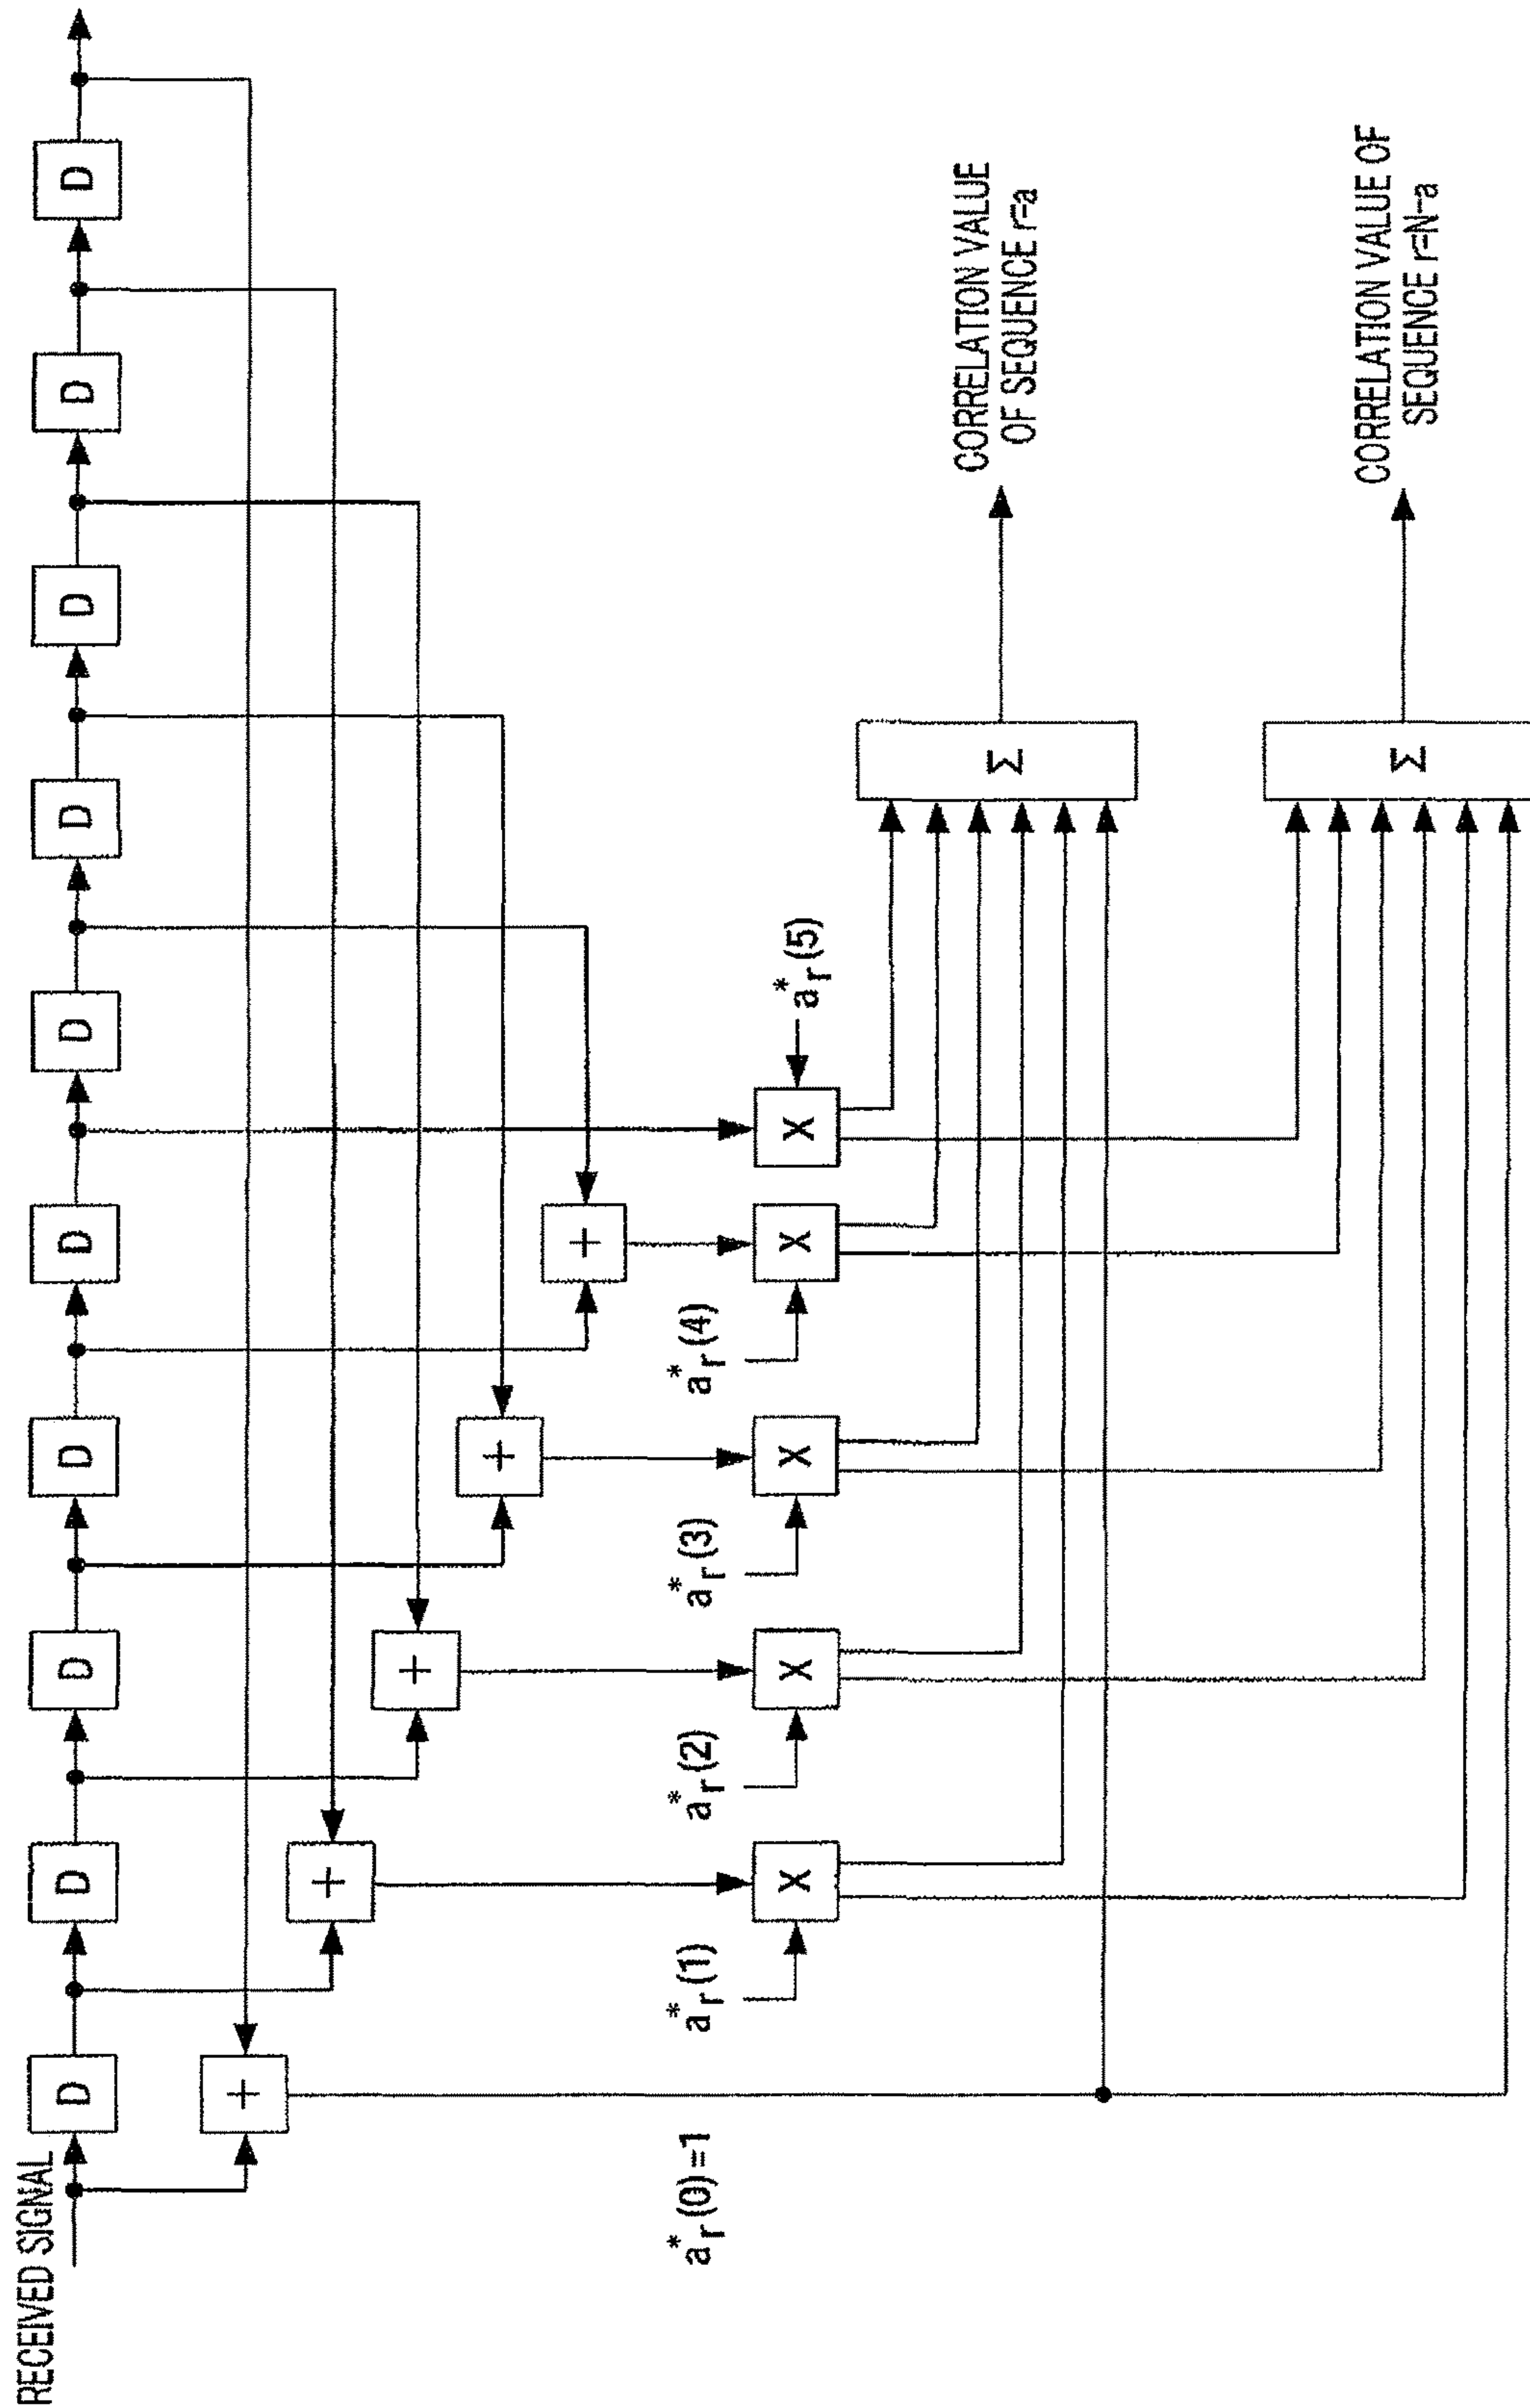 RECEIVED SIGNAL
D
D
D
D
D
D
D
D
D
D
+
+
+
+
+
a*r(0)=1
a*r(1)
a*r(2)
a*r(3)
a*r(4)
a*r(5)
X
X
X
X
X
Σ
CORRELATION VALUE
OF SEQUENCE r=a
Σ
CORRELATION VALUE OF
SEQUENCE r=N-a